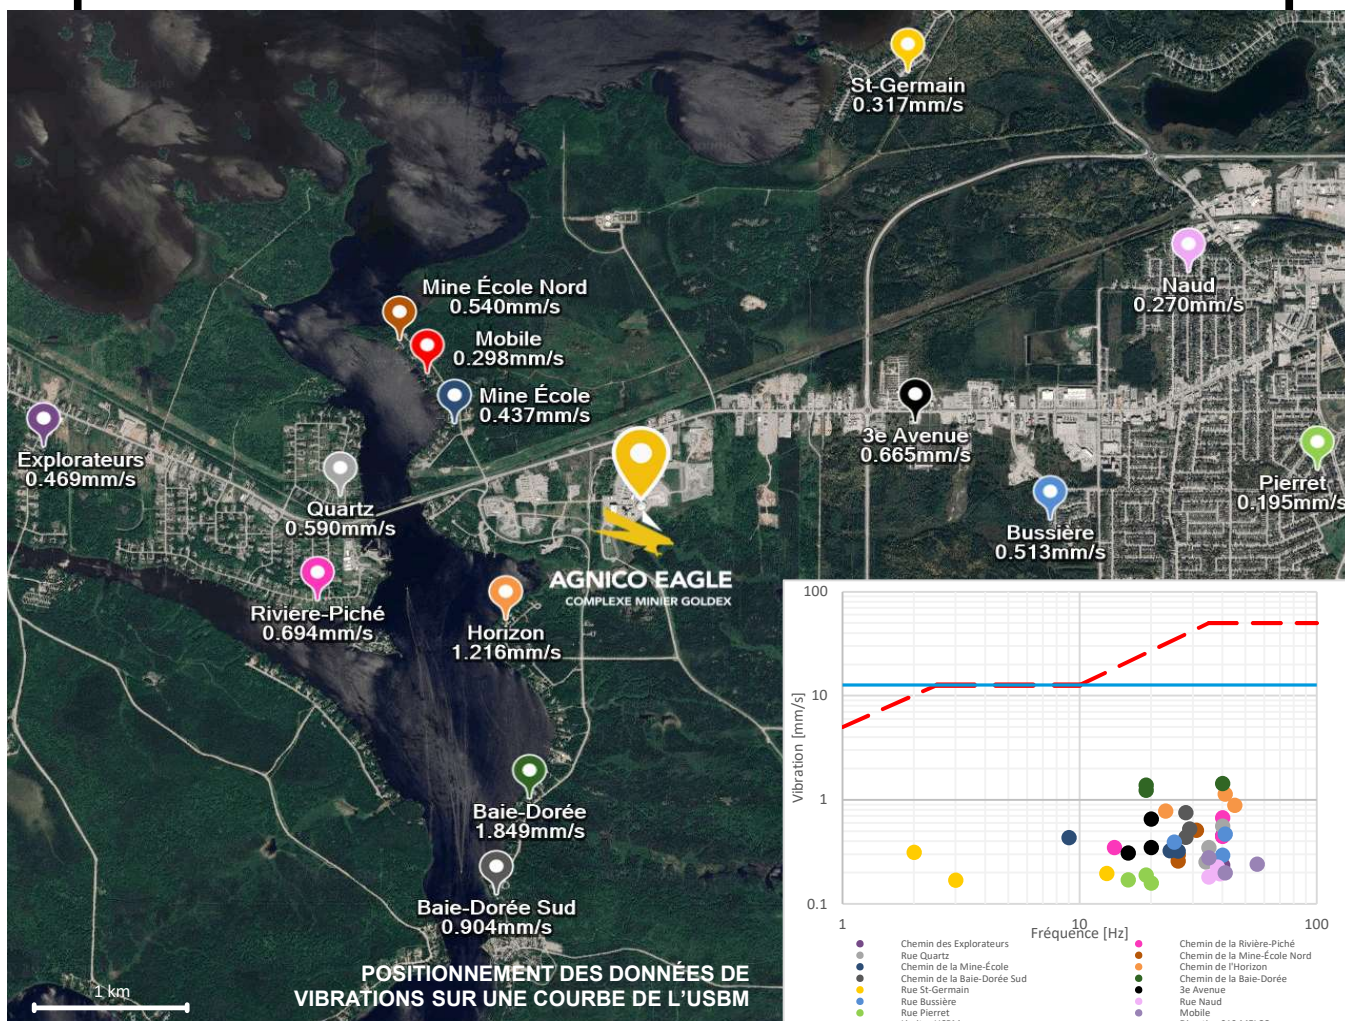 St-Germain
0.317mm/s
Naud
0.270mm/s
Mine École Nord
0.540mm/s
Mobile
0.298mm/s
Mine École
0.437mm/s
3e Avenue
0.665mm/s
Explorateurs
0.469mm/s
Quartz
0.590mm/s
Pierret
0.195mm/s
Bussière
0.513mm/s
AGNICO EAGLE
COMPLEXE MINIER GOLDEX
Riviere-Piché
0.694mm/s
Horizon
1.216mm/s
Baie-Dorée
1.849mm/s
Baie-Dorée Sud
0.904mm/s
POSITIONNEMENT DES DONNÉES DE
VIBRATIONS SUR UNE COURBE DE L'USBM
1 km
100
10
1
0.1
Vibration [mm/s]
1
10
100
Fréquence [Hz]
Chemin des Explorateurs
Chemin de la Rivière-Piché
Rue Quartz
Chemin de la Mine-École Nord
Chemin de la Mine-École
Chemin de l'Horizon
Chemin de la Baie-Dorée Sud
Chemin de la Baie-Dorée
Rue St-Germain
3e Avenue
Rue Bussière
Rue Naud
Rue Pierret
Mobile